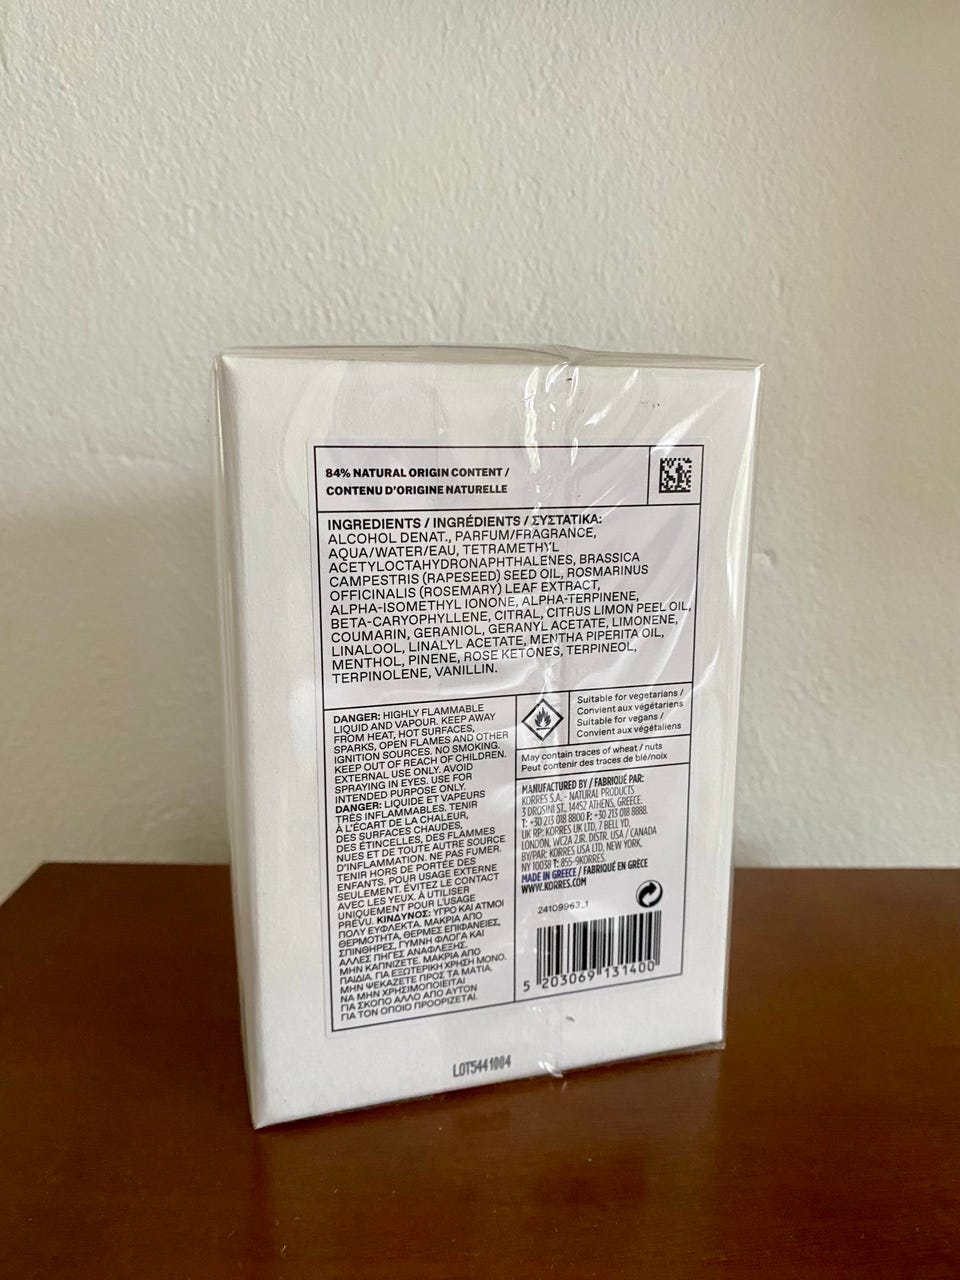 84% NATURAL ORIGIN CONTENT /
CONTENU D'ORIGINE NATURELLE
INGREDIENTS / INGRÉDIENTS / ΣΥΣΤΑΤΙΚΑ:
ALCOHOL DENAT., PARFUM/FRAGRANCE,
AQUA/WATER/EAU, TETRAMETHYL
ACETYLOCTAHYDRONAPHTHALENES, BRASSICA
CAMPESTRIS (RAPESEED) SEED OIL, ROSMARINUS
OFFICINALIS (ROSEMARY) LEAF EXTRACT,
ALPHA-ISOMETHYL IONONE, ALPHA-TERPINENE,
BETA-CARYOPHYLLENE, CITRAL, CITRUS LIMON PEEL OIL,
COUMARIN, GERANIOL, GERANYL ACETATE, LIMONENE,
LINALOOL, LINALYL ACETATE, MENTHA PIPERITA OIL,
MENTHOL, PINENE, ROSE KETONES, TERPINEOL,
TERPINOLENE, VANILLIN.
DANGER: HIGHLY FLAMMABLE
LIQUID AND VAPOUR. KEEP AWAY
FROM HEAT, HOT SURFACES,
SPARKS, OPEN FLAMES AND OTHER
IGNITION SOURCES. NO SMOKING.
KEEP OUT OF REACH OF CHILDREN.
EXTERNAL USE ONLY. AVOID
SPRAYING IN EYES. USE FOR
INTENDED PURPOSE ONLY.
DANGER: LIQUIDE ET VAPEURS
TRÈS INFLAMMABLES. TENIR
À L'ÉCART DE LA CHALEUR,
DES SURFACES CHAUDES,
DES ÉTINCELLES, DES FLAMMES
NUES ET DE TOUTE AUTRE SOURCE
D'INFLAMMATION. NE PAS FUMER.
TENIR HORS DE PORTÉE DES
ENFANTS. POUR USAGE EXTERNE
SEULEMENT. ÉVITEZ LE CONTACT
AVEC LES YEUX. À UTILISER
UNIQUEMENT POUR L'USAGE
PRÉVU. ΚΙΝΔΥΝΟΣ: ΥΓΡΟ ΚΑΙ ΑΤΜΟΙ
ΠΟΛΥ ΕΥΦΛΕΚΤΑ. ΜΑΚΡΙΑ ΑΠΟ
ΘΕΡΜΟΤΗΤΑ, ΘΕΡΜΕΣ ΕΠΙΦΑΝΕΙΕΣ,
ΣΠΙΝΘΗΡΕΣ, ΓΥΜΝΗ ΦΛΟΓΑ ΚΑΙ
ΑΛΛΕΣ ΠΗΓΕΣ ΑΝΑΦΛΕΞΗΣ.
ΜΗΝ ΚΑΠΝΙΖΕΤΕ. ΜΑΚΡΙΑ ΑΠΟ
ΠΑΙΔΙΑ. ΓΙΑ ΕΞΩΤΕΡΙΚΗ ΧΡΗΣΗ ΜΟΝΟ.
ΜΗΝ ΨΕΚΑΖΕΤΕ ΠΡΟΣ ΤΑ ΜΑΤΙΑ.
ΝΑ ΜΗΝ ΧΡΗΣΙΜΟΠΟΙΕΙΤΑΙ
ΓΙΑ ΣΚΟΠΟ ΑΛΛΟ ΑΠΟ ΑΥΤΟΝ
ΓΙΑ ΤΟΝ ΟΠΟΙΟ ΠΡΟΟΡΙΖΕΤΑΙ.
Suitable for vegetarians /
Convient aux végétariens
Suitable for vegans /
Convient aux végétaliens
May contain traces of wheat / nuts
Peut contenir des traces de blé/noix
MANUFACTURED BY / FABRIQUÉ PAR:
KORRES S.A. - NATURAL PRODUCTS
3 DROSINI ST., 14452 ATHENS, GREECE.
T: +30 213 018 8800 F: +30 213 018 8888.
UK RP: KORRES UK LTD, 7 BELL YD,
LONDON, WC2A 2JR. DISTR. USA / CANADA
BY/PAR: KORRES USA LTD, NEW YORK,
NY 10038 T: 855-9KORRES.
MADE IN GREECE / FABRIQUÉ EN GRÈCE
WWW.KORRES.COM
24109963_1
5 203069 131400
LOT5441004